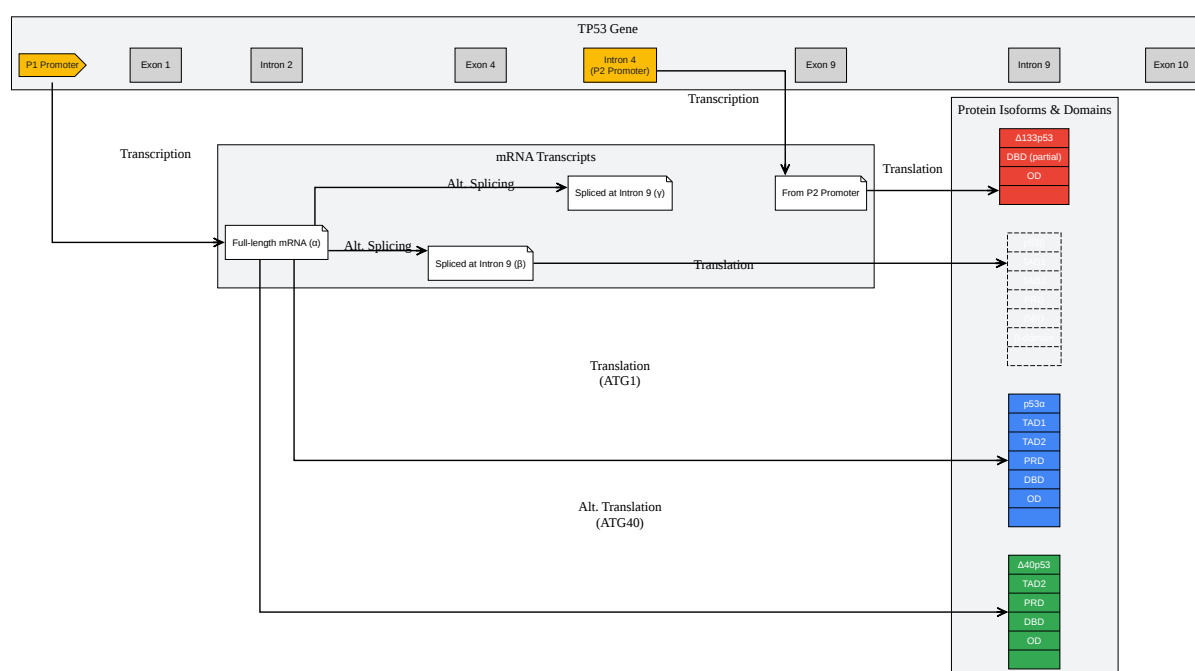 TP53 Gene
P1 Promoter
Exon 1
Intron 2
Exon 4
Intron 4
(P2 Promoter)
Exon 9
Intron 9
Exon 10
Transcription
Transcription
Protein Isoforms & Domains
mRNA Transcripts
Alt. Splicing
Spliced at Intron 9 (γ)
From P2 Promoter
Translation
Full-length mRNA (α)
Alt. Splicing
Spliced at Intron 9 (β)
Translation
Δ133p53
DBD (partial)
OD
Translation
(ATG1)
p53α
TAD1
TAD2
PRD
DBD
OD
Alt. Translation
(ATG40)
Δ40p53
TAD2
PRD
DBD
OD